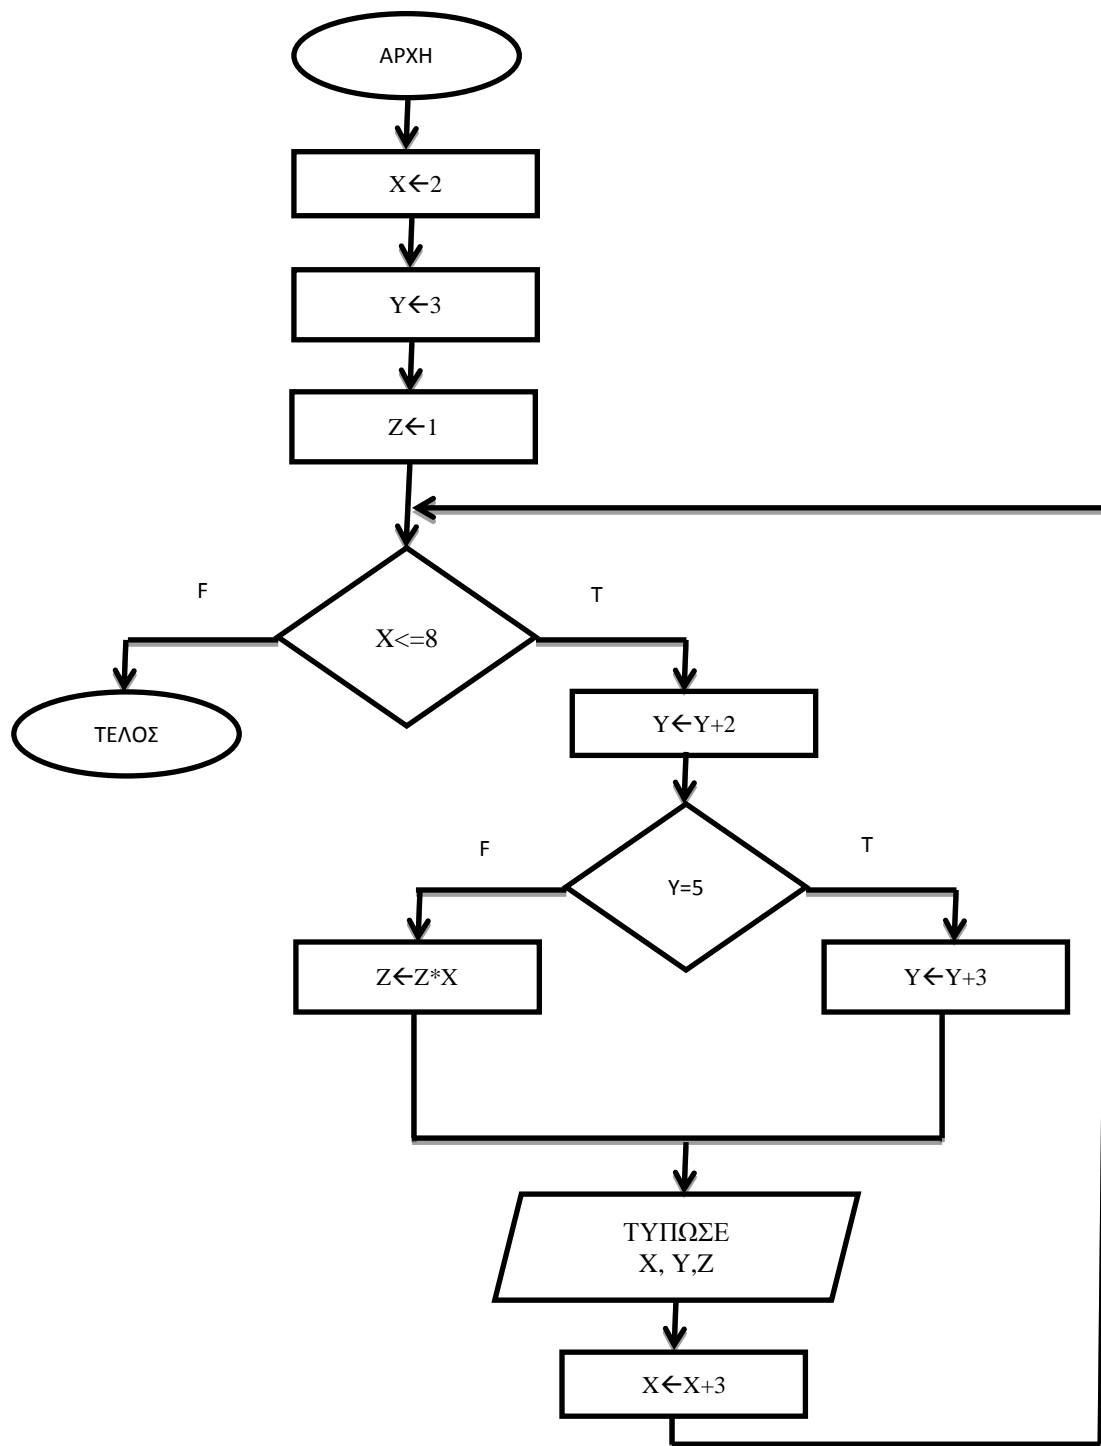 ΑΡΧΗ
X←2
Y←3
Z←1
X<=8
F
T
ΤΕΛΟΣ
Y←Y+2
Y=5
F
T
Z←Z*X
Y←Y+3
ΤΥΠΩΣΕ
X, Y,Z
X←X+3